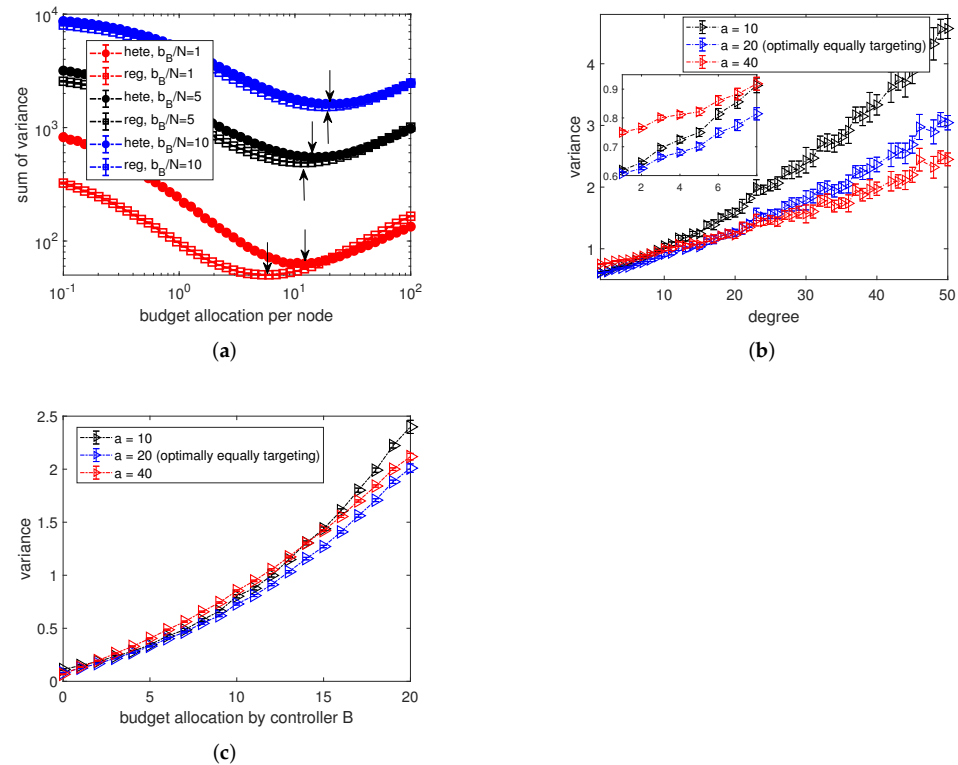 10^4
10^3
10^2
sum of variance
hete, b_B/N=1
reg, b_B/N=1
hete, b_B/N=5
reg, b_B/N=5
hete, b_B/N=10
reg, b_B/N=10
10^-1
10^0
10^1
10^2
budget allocation per node
(a)
a = 10
a = 20 (optimally equally targeting)
a = 40
4
3
2
1
variance
0.9
0.8
0.7
0.6
2
4
6
8
10
20
30
40
50
degree
(b)
2.5
2
1.5
1
0.5
0
variance
a = 10
a = 20 (optimally equally targeting)
a = 40
0
5
10
15
20
budget allocation by controller B
(c)